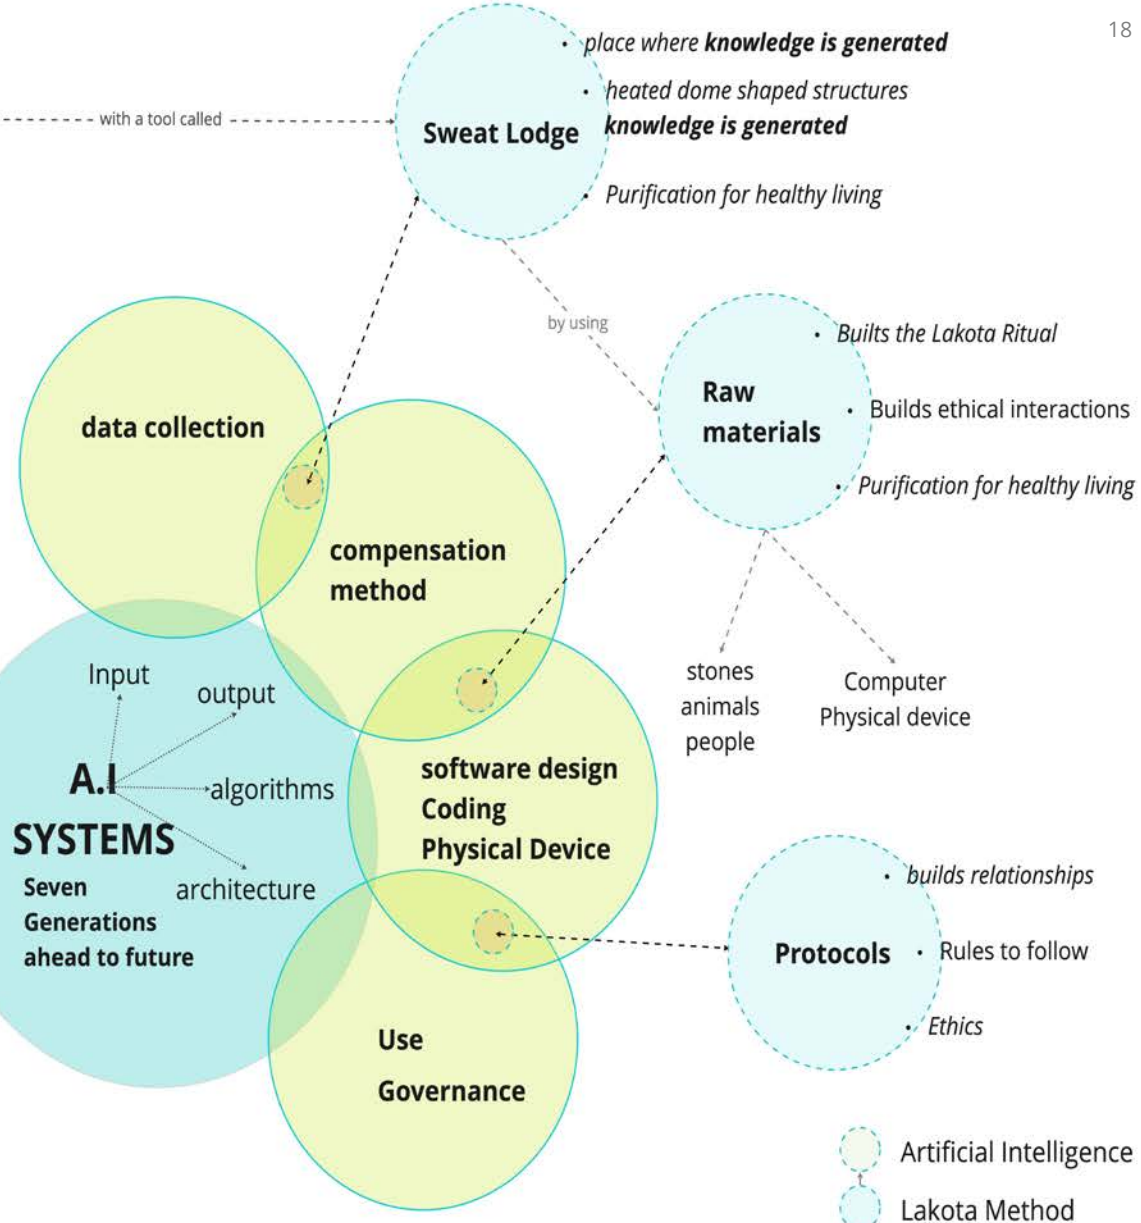 18
place where knowledge is generated
with a tool called
Sweat Lodge
heated dome shaped structures
knowledge is generated
Purification for healthy living
by using
Raw
materials
Builts the Lakota Ritual
Builds ethical interactions
Purification for healthy living
stones
animals
people
Computer
Physical device
data collection
compensation
method
software design
Coding
Physical Device
Use
Governance
Input
output
A.I
SYSTEMS
algorithms
architecture
Seven
Generations
ahead to future
Protocols
builds relationships
Rules to follow
Ethics
Artificial Intelligence
Lakota Method